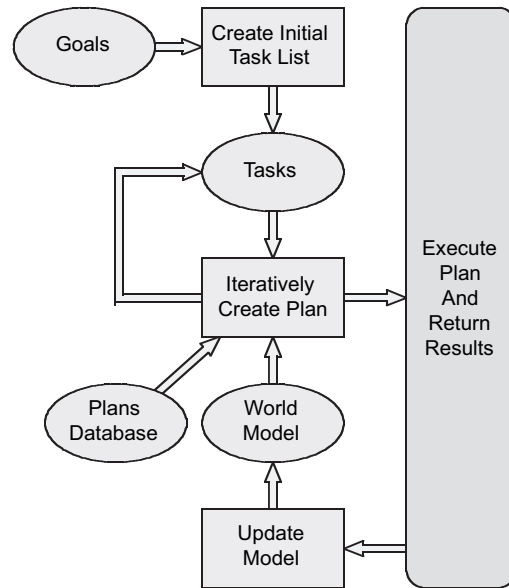 Goals
Create Initial
Task List
Tasks
Iteratively
Create Plan
Execute
Plan
And
Return
Results
Plans
Database
World
Model
Update
Model